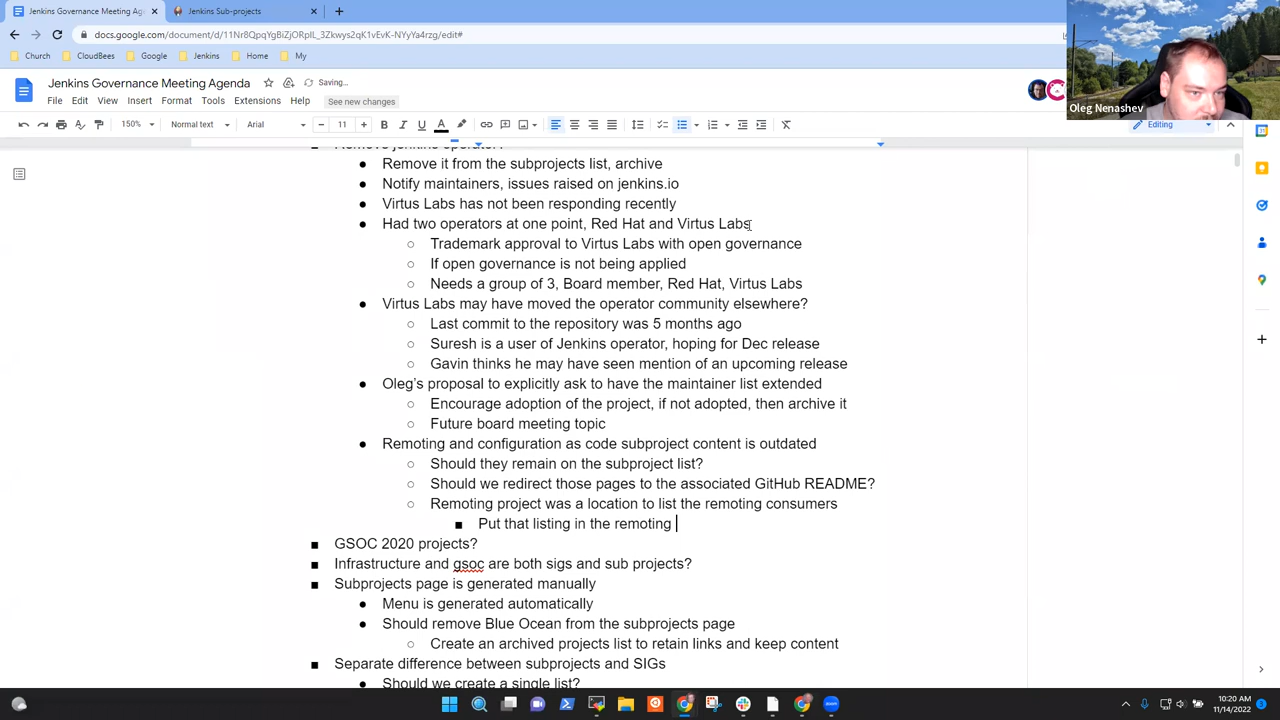 Jenkins Governance Meeting Ag
Jenkins Sub-projects
docs.google.com/document/d/11Nr8QpqYgBiZjORplL_3Zkwys2qK1vEvK-NYyYa4rzg/edit#
Church
CloudBees
Google
Jenkins
Home
My
Oleg Nenashev
Jenkins Governance Meeting Agenda
Saving...
File Edit View Insert Format Tools Extensions Help
See new changes
150%
Normal text
Arial
11
B I U A
Editing
Remove jenkins operator?
Remove it from the subprojects list, archive
Notify maintainers, issues raised on jenkins.io
Virtus Labs has not been responding recently
Had two operators at one point, Red Hat and Virtus Labs
Trademark approval to Virtus Labs with open governance
If open governance is not being applied
Needs a group of 3, Board member, Red Hat, Virtus Labs
Virtus Labs may have moved the operator community elsewhere?
Last commit to the repository was 5 months ago
Suresh is a user of Jenkins operator, hoping for Dec release
Gavin thinks he may have seen mention of an upcoming release
Oleg’s proposal to explicitly ask to have the maintainer list extended
Encourage adoption of the project, if not adopted, then archive it
Future board meeting topic
Remoting and configuration as code subproject content is outdated
Should they remain on the subproject list?
Should we redirect those pages to the associated GitHub README?
Remoting project was a location to list the remoting consumers
Put that listing in the remoting
GSOC 2020 projects?
Infrastructure and gsoc are both sigs and sub projects?
Subprojects page is generated manually
Menu is generated automatically
Should remove Blue Ocean from the subprojects page
Create an archived projects list to retain links and keep content
Separate difference between subprojects and SIGs
Should we create a single list?
10:20 AM
11/14/2022